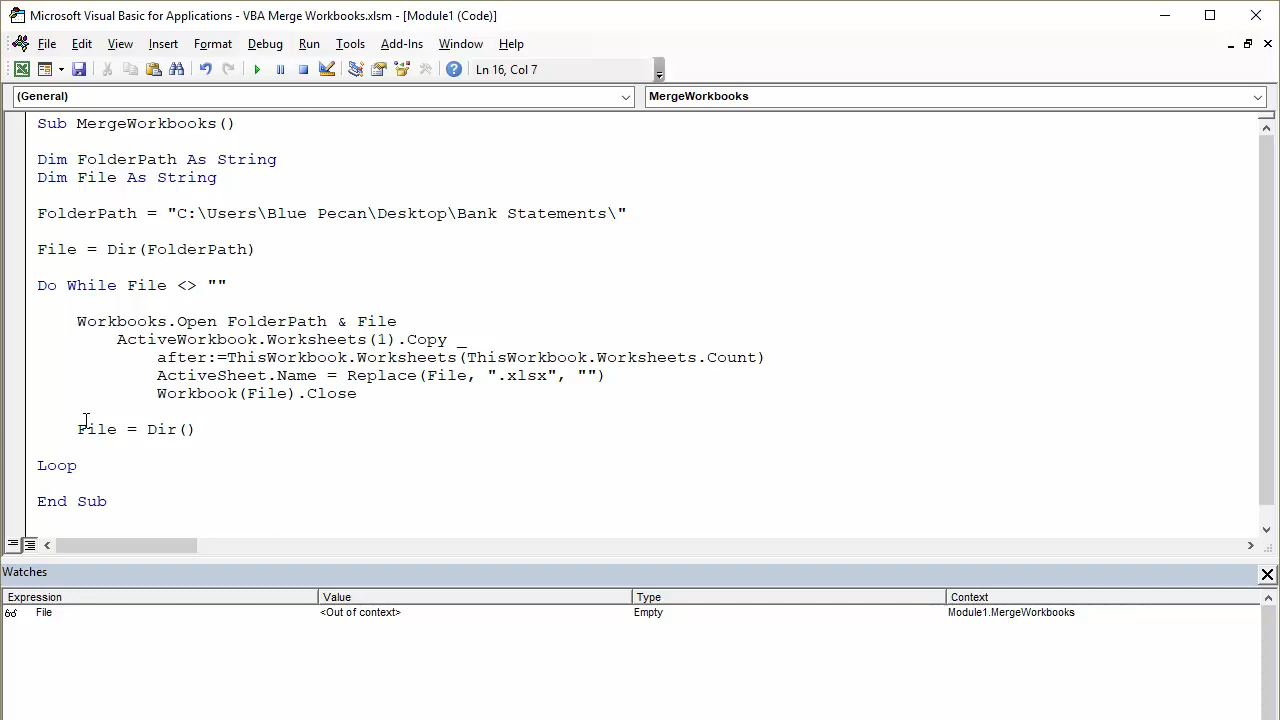 Microsoft Visual Basic for Applications - VBA Merge Workbooks.xlsm - [Module1 (Code)]
File Edit View Insert Format Debug Run Tools Add-Ins Window Help
Ln 16, Col 7
(General) MergeWorkbooks
Sub MergeWorkbooks()
Dim FolderPath As String
Dim File As String
FolderPath = "C:\Users\Blue Pecan\Desktop\Bank Statements\"
File = Dir(FolderPath)
Do While File <> ""
Workbooks.Open FolderPath & File
ActiveWorkbook.Worksheets(1).Copy _
after:=ThisWorkbook.Worksheets(ThisWorkbook.Worksheets.Count)
ActiveSheet.Name = Replace(File, ".xlsx", "")
Workbook(File).Close
File = Dir()
Loop
End Sub
Watches
Expression Value Type Context
File <Out of context> Empty Module1.MergeWorkbooks